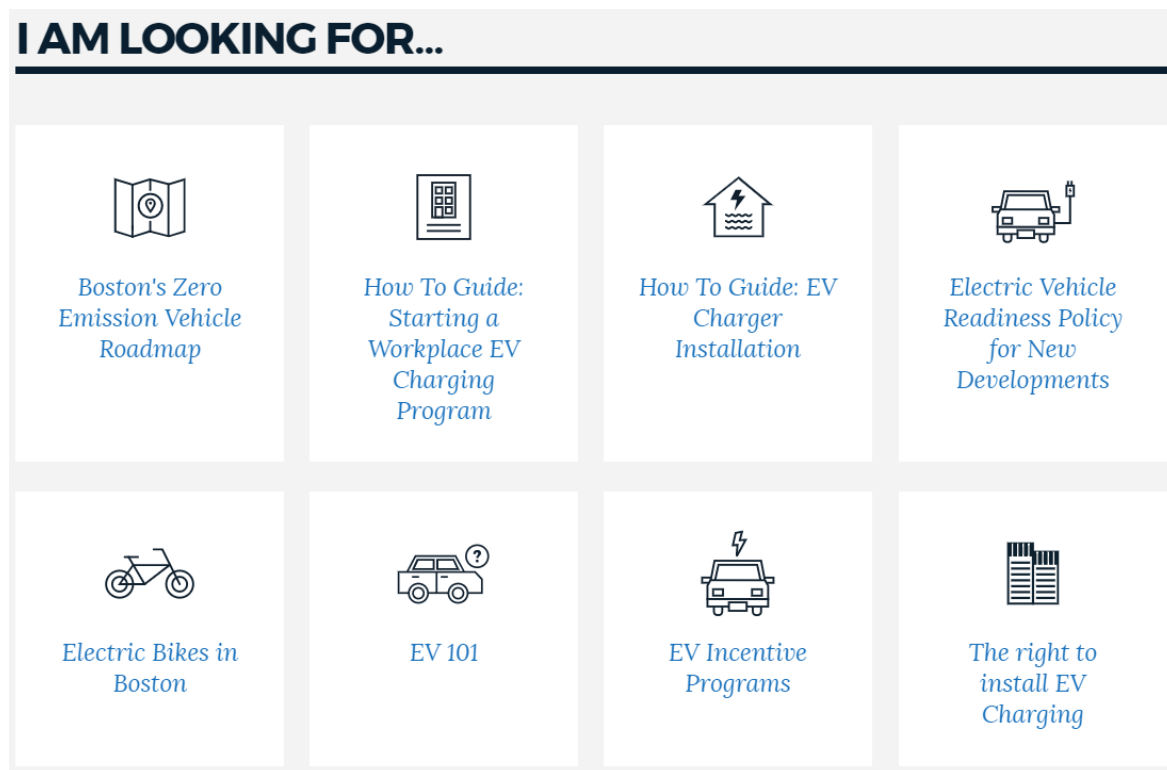 I AM LOOKING FOR...
Boston's Zero
Emission Vehicle
Roadmap
How To Guide:
Starting a
Workplace EV
Charging
Program
How To Guide: EV
Charger
Installation
Electric Vehicle
Readiness Policy
for New
Developments
Electric Bikes in
Boston
?
EV 101
EV Incentive
Programs
The right to
install EV
Charging